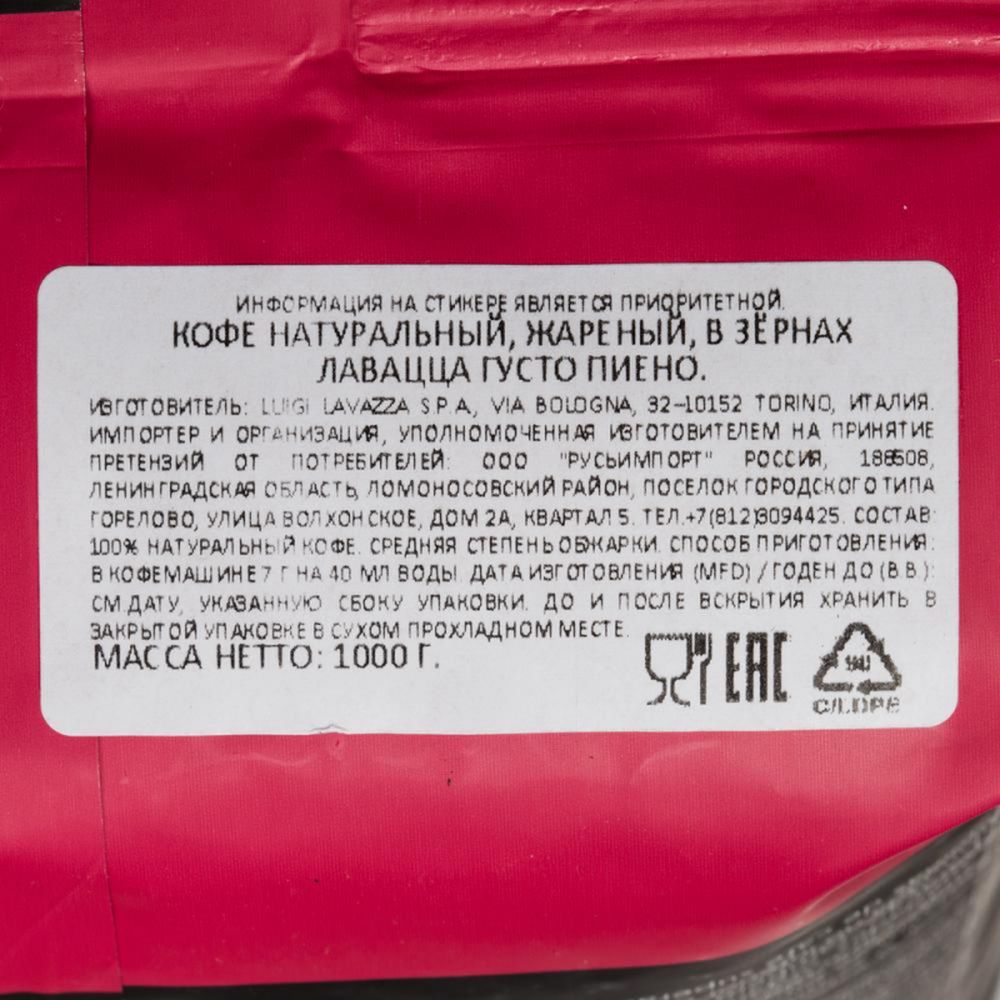 ИНФОРМАЦИЯ НА СТИКЕРЕ ЯВЛЯЕТСЯ ПРИОРИТЕТНОЙ.
КОФЕ НАТУРАЛЬНЫЙ, ЖАРЕНЫЙ, В ЗЁРНАХ
ЛАВАЦЦА ГУСТО ПИЕНО.
ИЗГОТОВИТЕЛЬ: LUIGI LAVAZZA S.P.A, VIA BOLOGNA, 32-10152 TORINO, ИТАЛИЯ.
ИМПОРТЕР И ОРГАНИЗАЦИЯ, УПОЛНОМОЧЕННАЯ ИЗГОТОВИТЕЛЕМ НА ПРИНЯТИЕ
ПРЕТЕНЗИЙ ОТ ПОТРЕБИТЕЛЕЙ: ООО "РУСЬИМПОРТ" РОССИЯ, 188508,
ЛЕНИНГРАДСКАЯ ОБЛАСТЬ, ЛОМОНОСОВСКИЙ РАЙОН, ПОСЕЛОК ГОРОДСКОГО ТИПА
ГОРЕЛОВО, УЛИЦА ВОЛХОНСКОЕ, ДОМ 2А, КВАРТАЛ 5. ТЕЛ.+7(812)3094425. СОСТАВ:
100% НАТУРАЛЬНЫЙ КОФЕ. СРЕДНЯЯ СТЕПЕНЬ ОБЖАРКИ. СПОСОБ ПРИГОТОВЛЕНИЯ:
В КОФЕМАШИНЕ 7 Г НА 40 МЛ ВОДЫ. ДАТА ИЗГОТОВЛЕНИЯ (MFD) / ГОДЕН ДО (B.B.):
СМ.ДАТУ, УКАЗАННУЮ СБОКУ УПАКОВКИ. ДО И ПОСЛЕ ВСКРЫТИЯ ХРАНИТЬ В
ЗАКРЫТОЙ УПАКОВКЕ В СУХОМ ПРОХЛАДНОМ МЕСТЕ.
МАССА НЕТТО: 1000 Г.
EAC
90
C/LDPE